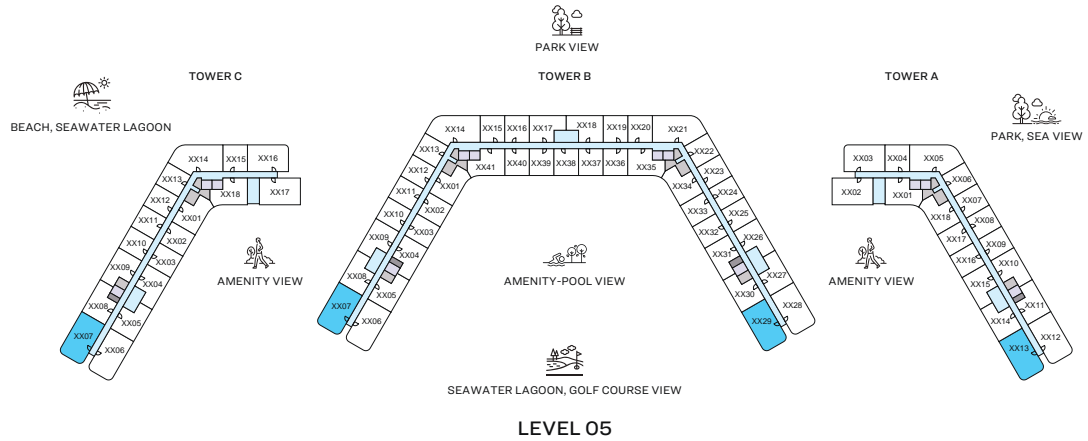 PARK VIEW
TOWER C
TOWER B
TOWER A
BEACH, SEAWATER LAGOON
PARK, SEA VIEW
XX14
XX15
XX16
XX13
XX12
XX11
XX10
XX09
XX08
XX07
XX17
XX18
XX01
XX02
XX03
XX04
XX05
XX06
AMENITY VIEW
XX14
XX15
XX16
XX17
XX18
XX19
XX20
XX21
XX13
XX12
XX11
XX10
XX09
XX08
XX07
XX41
XX40
XX39
XX38
XX37
XX36
XX35
XX01
XX02
XX03
XX04
XX05
XX06
XX22
XX23
XX24
XX25
XX26
XX27
XX28
XX34
XX33
XX32
XX31
XX30
XX29
AMENITY-POOL VIEW
XX03
XX04
XX05
XX02
XX01
XX06
XX07
XX08
XX09
XX10
XX11
XX12
XX18
XX17
XX16
XX15
XX14
XX13
AMENITY VIEW
SEAWATER LAGOON, GOLF COURSE VIEW
LEVEL 05